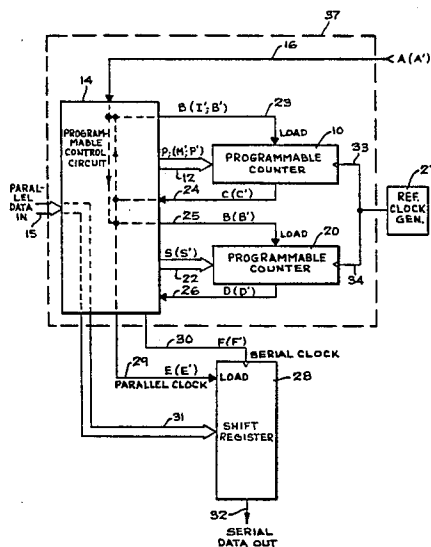 37
16
A(A')
14
B(I';B')
23
LOAD
10
PROGRAM-
MABLE
CONTROL
CIRCUIT
P;(M;P')
12
PROGRAMMABLE
COUNTER
33
24
C(C')
PARAL-
LEL
DATA
IN
15
25
B(B')
LOAD
20
REF.
CLOCK
GEN.
S(S')
22
PROGRAMMABLE
COUNTER
34
26
D(D')
30
F(F')
SERIAL CLOCK
29
E(E')
PARALLEL CLOCK
LOAD
28
31
SHIFT
REGISTER
32
SERIAL
DATA OUT